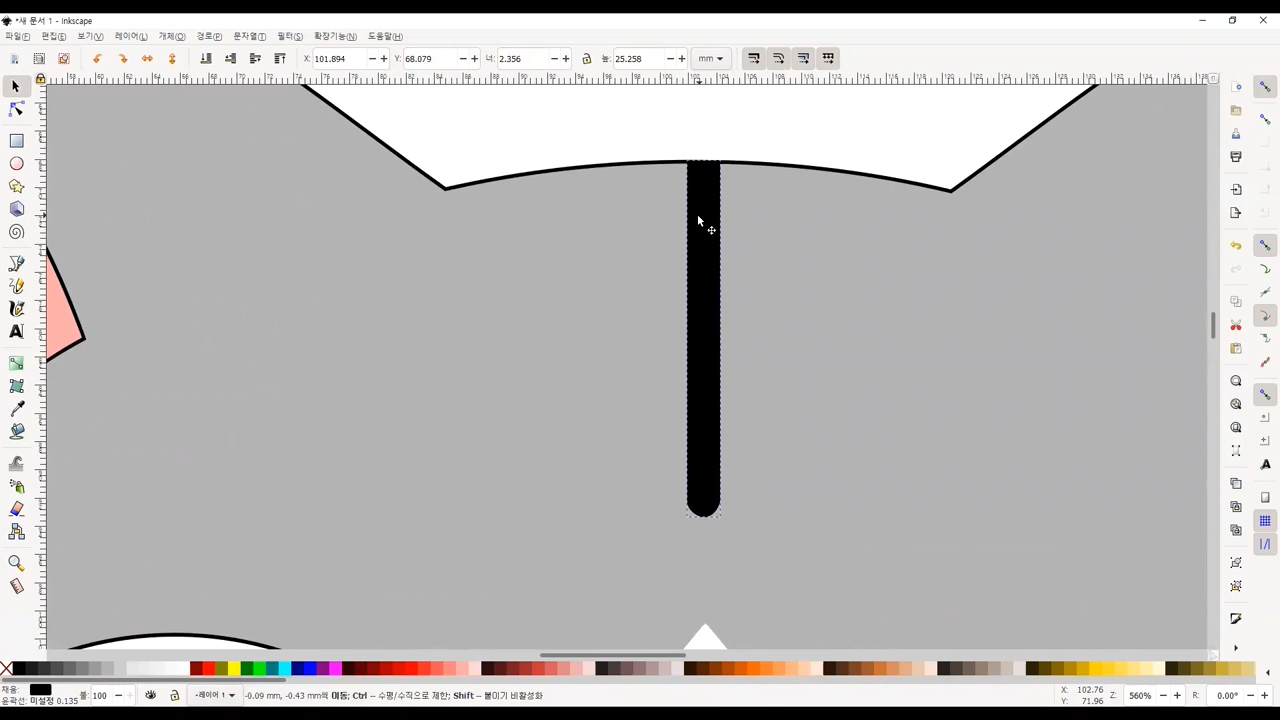 *새 문서 1 - Inkscape
파일(F) 편집(E) 보기(V) 레이어(L) 개체(O) 경로(P) 문자열(T) 필터(S) 확장기능(N) 도움말(H)
X: 101.894 Y: 68.079 너: 2.356 높: 25.258 mm
채움: 불: 100 레이어 1 -0.09 mm, -0.43 mm씩 이동; Ctrl – 수평/수직으로 제한; Shift – 붙이기 비활성화 X: 102.76 Z: 560% R: 0.00°
윤곽선: 미설정 0.135 Y: 71.96